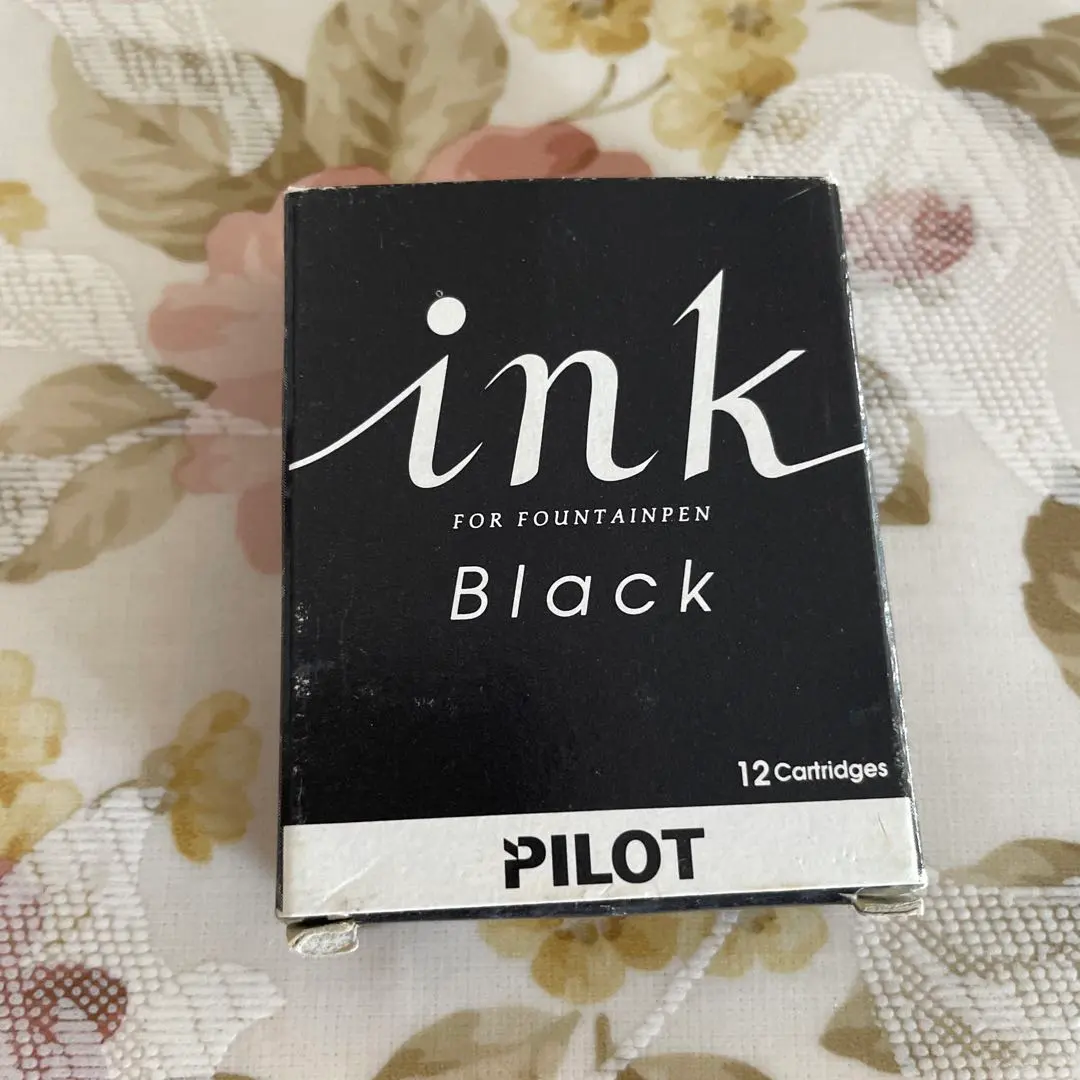 ink
FOR FOUNTAINPEN
Black
12 Cartridges
PILOT